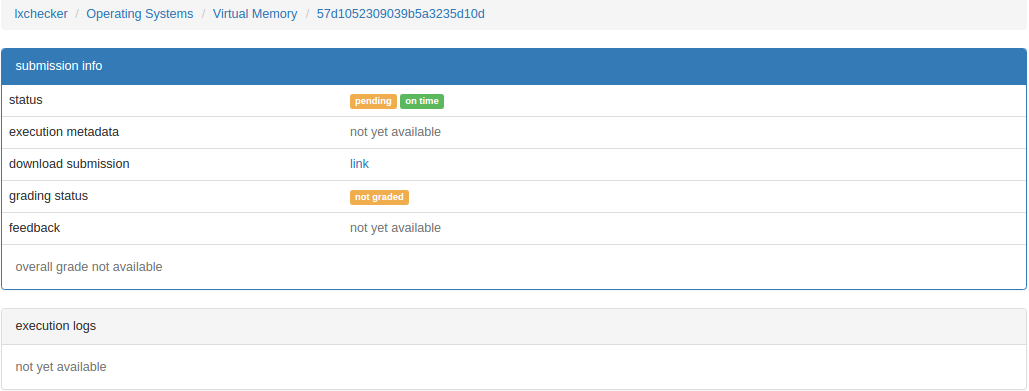 lxchecker / Operating Systems / Virtual Memory / 57d1052309039b5a3235d10d
submission info
status pending on time
execution metadata not yet available
download submission link
grading status not graded
feedback not yet available
overall grade not available
execution logs
not yet available